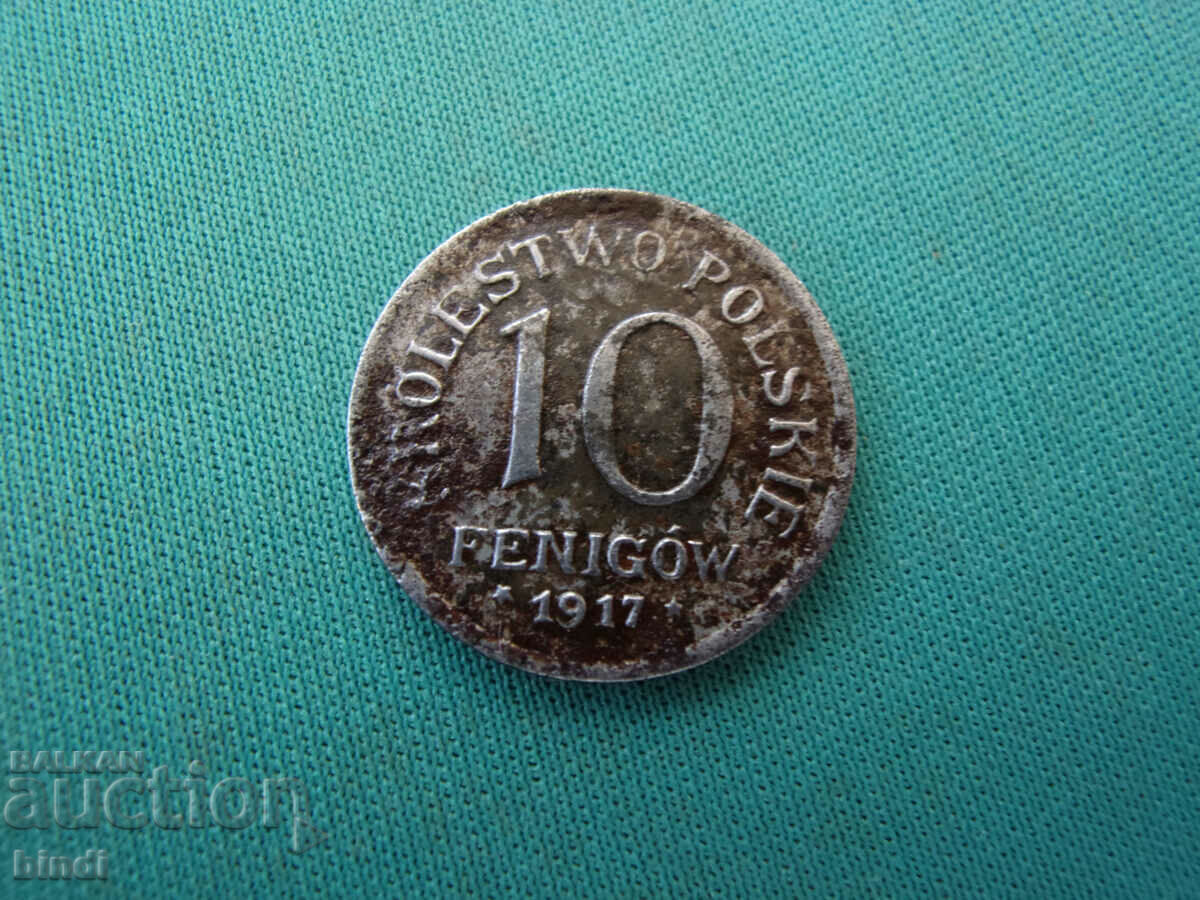 KRÓLESTWO POLSKIE
10
FENIGÓW
* 1917 *
BALKAN
auction
bindi